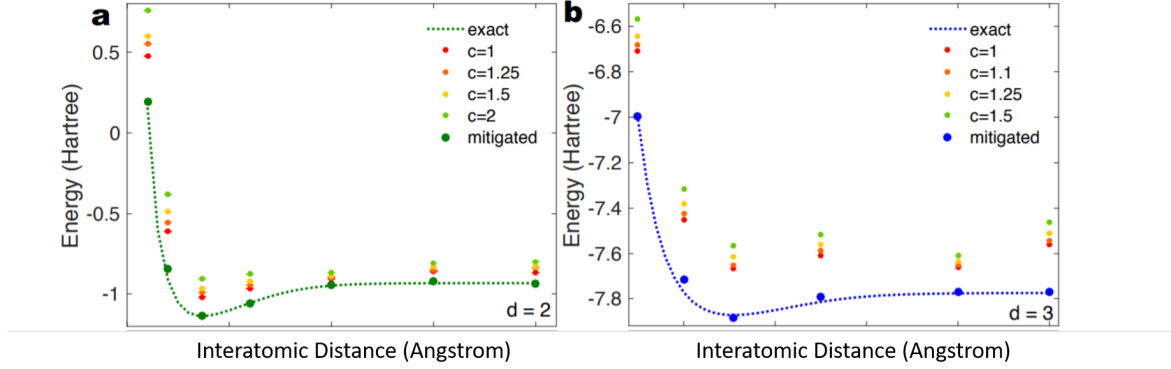 a
Energy (Hartree)
0.5
0
-0.5
-1
exact
c=1
c=1.25
c=1.5
c=2
mitigated
d = 2
Interatomic Distance (Angstrom)
b
Energy (Hartree)
-6.6
-6.8
-7
-7.2
-7.4
-7.6
-7.8
exact
c=1
c=1.1
c=1.25
c=1.5
mitigated
d = 3
Interatomic Distance (Angstrom)